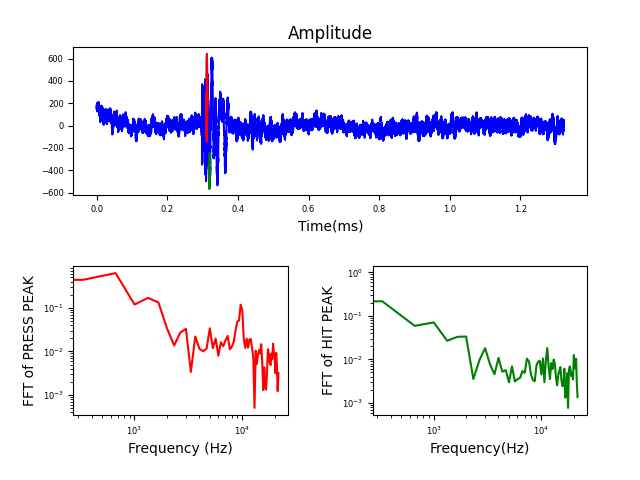 Amplitude
600
400
200
0
−200
−400
−600
0.0 0.2 0.4 0.6 0.8 1.0 1.2
Time(ms)
FFT of PRESS PEAK
10⁻¹
10⁻²
10⁻³
10³ 10⁴
Frequency (Hz)
FFT of HIT PEAK
10⁰
10⁻¹
10⁻²
10⁻³
10³ 10⁴
Frequency(Hz)